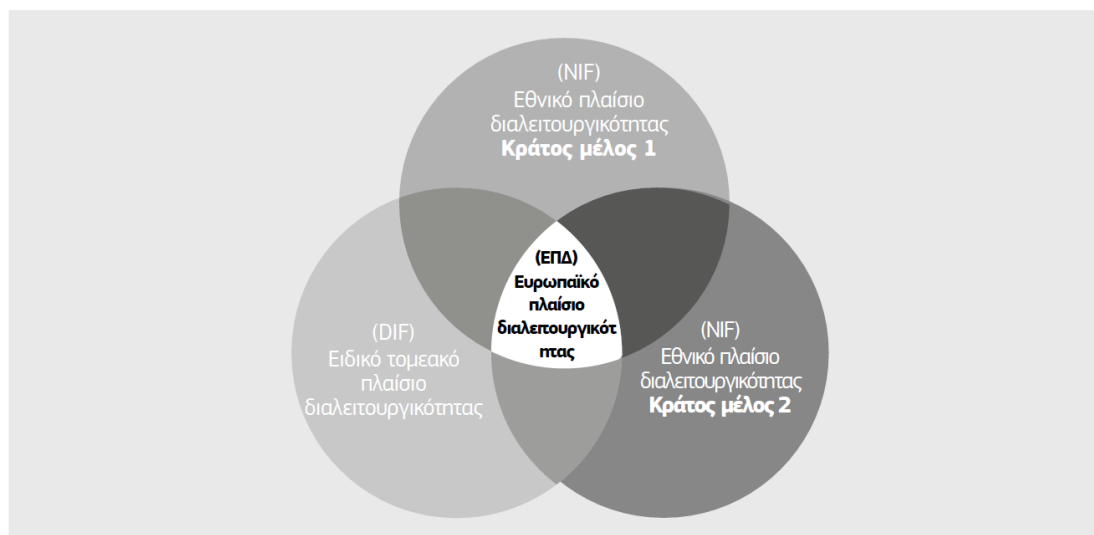 (NIF)
Εθνικό πλαίσιο
διαλειτουργικότητας
Κράτος μέλος 1
(ΕΠΔ)
Ευρωπαϊκό
πλαίσιο
διαλειτουργικότ
ητας
(DIF)
Ειδικό τομεακό
πλαίσιο
διαλειτουργικότητας
(NIF)
Εθνικό πλαίσιο
διαλειτουργικότητας
Κράτος μέλος 2